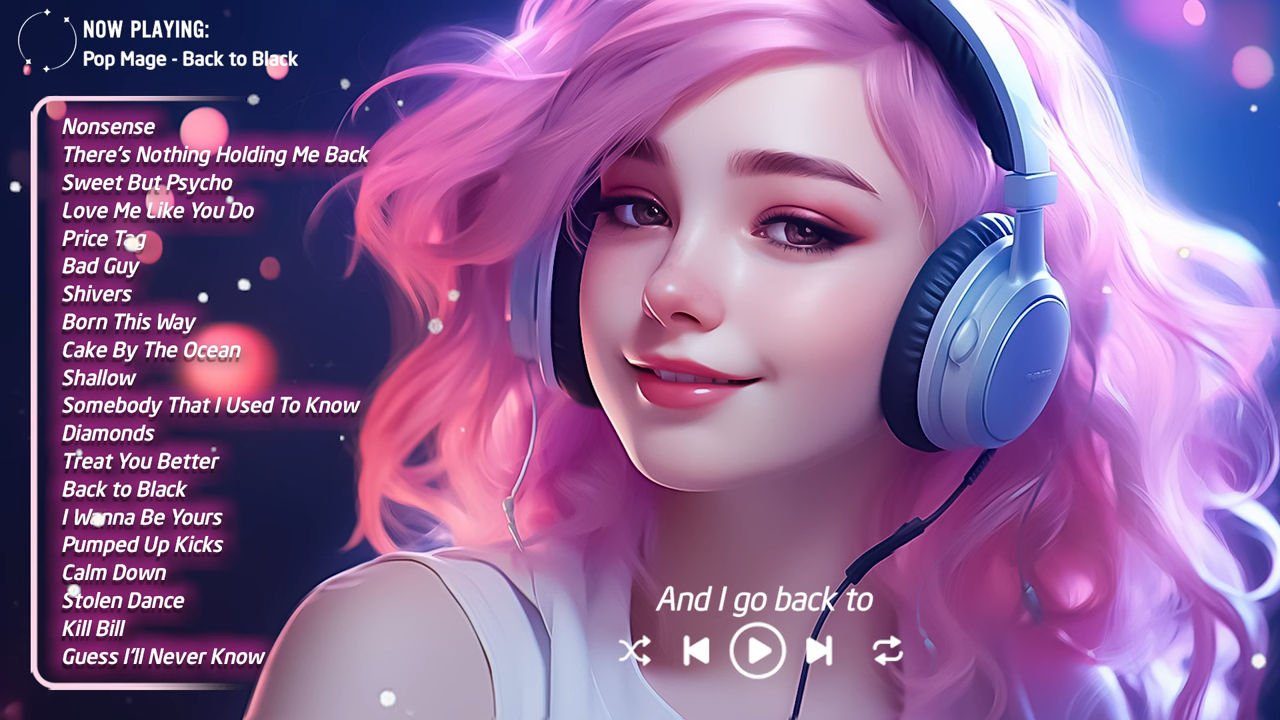 NOW PLAYING:
Pop Mage - Back to Black
Nonsense
There's Nothing Holding Me Back
Sweet But Psycho
Love Me Like You Do
Price Tag
Bad Guy
Shivers
Born This Way
Cake By The Ocean
Shallow
Somebody That I Used To Know
Diamonds
Treat You Better
Back to Black
I Wanna Be Yours
Pumped Up Kicks
Calm Down
Stolen Dance
Kill Bill
Guess I'll Never Know
And I go back to